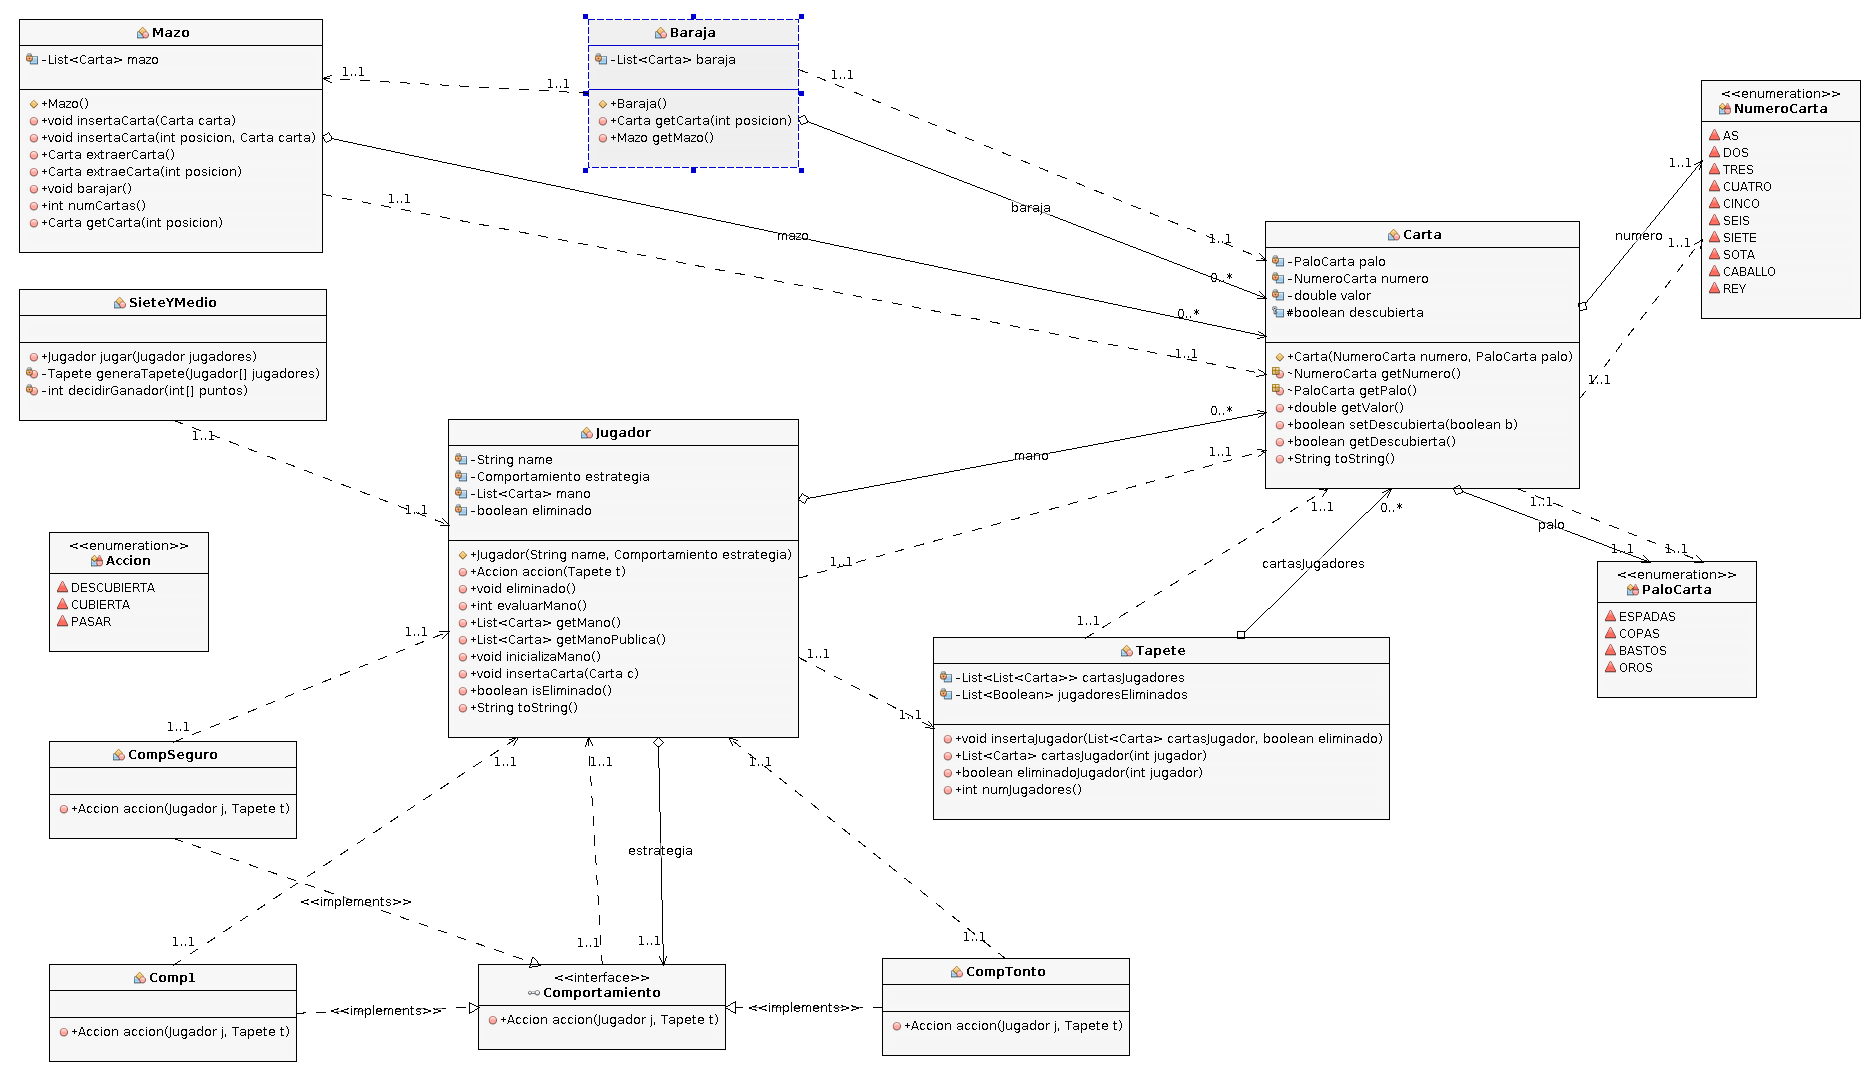 Mazo
-List<Carta> mazo
+Mazo()
+void insertaCarta(Carta carta)
+void insertaCarta(int posicion, Carta carta)
+Carta extraerCarta()
+Carta extraeCarta(int posicion)
+void barajar()
+int numCartas()
+Carta getCarta(int posicion)
Baraja
-List<Carta> baraja
+Baraja()
+Carta getCarta(int posicion)
+Mazo getMazo()
1..1
1..1
1..1
1..1
baraja
0..*
mazo
0..*
1..1
1..1
<<enumeration>>
NumeroCarta
AS
DOS
TRES
CUATRO
CINCO
SEIS
SIETE
SOTA
CABALLO
REY
1..1
numero
1..1
1..1
Carta
-PaloCarta palo
-NumeroCarta numero
-double valor
#boolean descubierta
+Carta(NumeroCarta numero, PaloCarta palo)
~NumeroCarta getNumero()
~PaloCarta getPalo()
+double getValor()
+boolean setDescubierta(boolean b)
+boolean getDescubierta()
+String toString()
SieteYMedio
+Jugador jugar(Jugador jugadores)
-Tapete generaTapete(Jugador[] jugadores)
-int decidirGanador(int[] puntos)
1..1
1..1
Jugador
-String name
-Comportamiento estrategia
-List<Carta> mano
-boolean eliminado
+Jugador(String name, Comportamiento estrategia)
+Accion accion(Tapete t)
+void eliminado()
+int evaluarMano()
+List<Carta> getMano()
+List<Carta> getManoPublica()
+void inicializaMano()
+void insertaCarta(Carta c)
+boolean isEliminado()
+String toString()
0..*
mano
1..1
1..1
1..1
0..*
cartasJugadores
1..1
1..1
palo
1..1
1..1
<<enumeration>>
PaloCarta
ESPADAS
COPAS
BASTOS
OROS
<<enumeration>>
Accion
DESCUBIERTA
CUBIERTA
PASAR
1..1
1..1
1..1
1..1
Tapete
-List<List<Carta>> cartasJugadores
-List<Boolean> jugadoresEliminados
+void insertaJugador(List<Carta> cartasJugador, boolean eliminado)
+List<Carta> cartasJugador(int jugador)
+boolean eliminadoJugador(int jugador)
+int numJugadores()
CompSeguro
+Accion accion(Jugador j, Tapete t)
1..1
1..1
1..1
estrategia
<<implements>>
1..1
1..1
1..1
1..1
Comp1
+Accion accion(Jugador j, Tapete t)
<<implements>>
<<interface>>
Comportamiento
+Accion accion(Jugador j, Tapete t)
<<implements>>
CompTonto
+Accion accion(Jugador j, Tapete t)